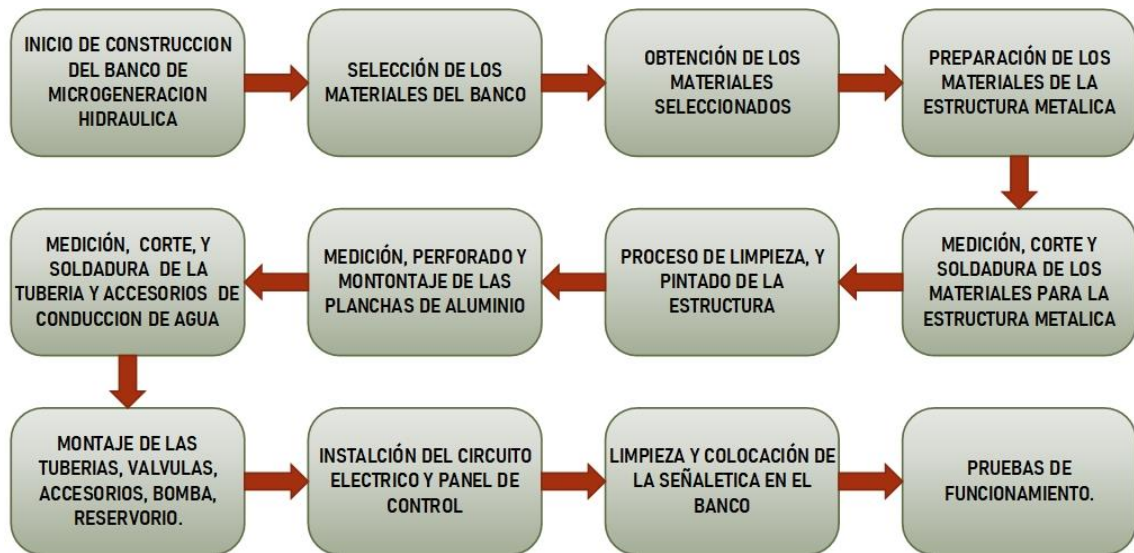 INICIO DE CONSTRUCCION
DEL BANCO DE
MICROGENERACION
HIDRAULICA
SELECCIÓN DE LOS
MATERIALES DEL BANCO
OBTENCIÓN DE LOS
MATERIALES
SELECCIONADOS
PREPARACIÓN DE LOS
MATERIALES DE LA
ESTRUCTURA METALICA
MEDICIÓN, CORTE Y
SOLDADURA DE LOS
MATERIALES PARA LA
ESTRUCTURA METALICA
PROCESO DE LIMPIEZA, Y
PINTADO DE LA
ESTRUCTURA
MEDICIÓN, PERFORADO Y
MONTONTAJE DE LAS
PLANCHAS DE ALUMINIO
MEDICIÓN, CORTE, Y
SOLDADURA DE LA
TUBERIA Y ACCESORIOS DE
CONDUCCION DE AGUA
MONTAJE DE LAS
TUBERIAS, VALVULAS,
ACCESORIOS, BOMBA,
RESERVORIO.
INSTALCIÓN DEL CIRCUITO
ELECTRICO Y PANEL DE
CONTROL
LIMPIEZA Y COLOCACIÓN DE
LA SEÑALETICA EN EL
BANCO
PRUEBAS DE
FUNCIONAMIENTO.